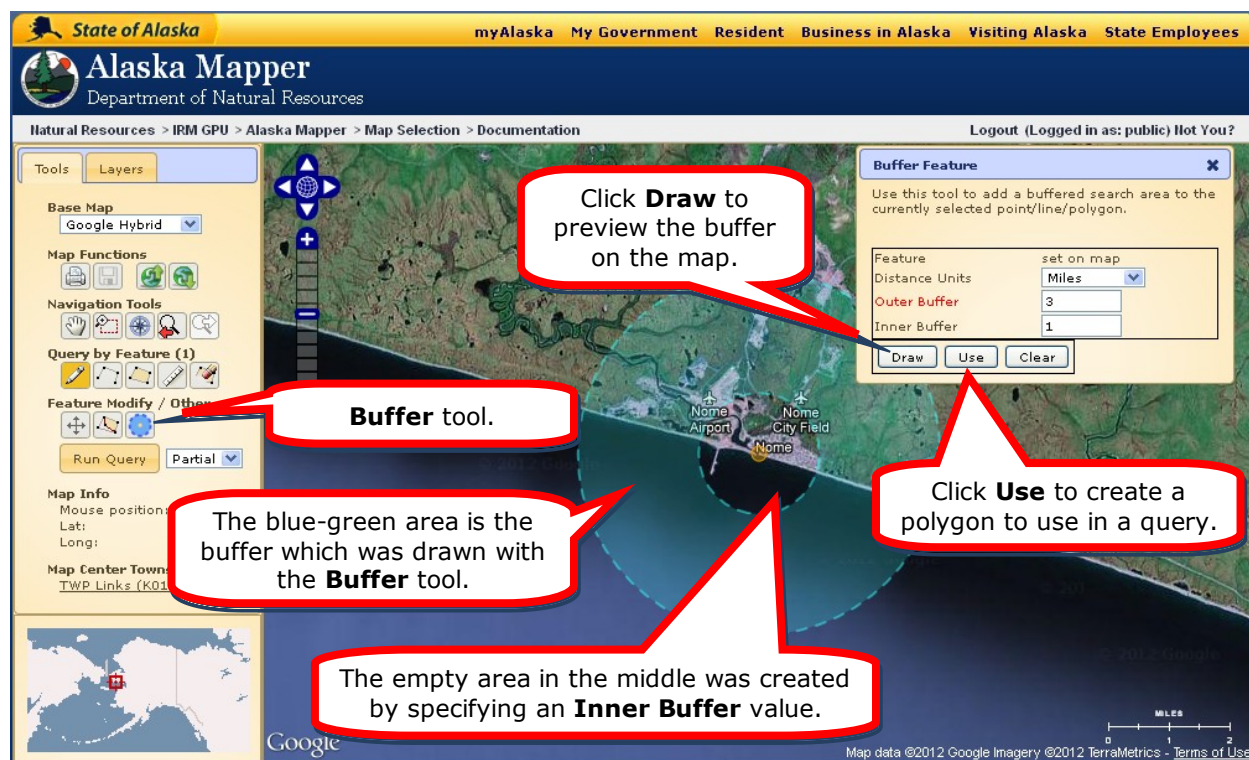 State of Alaska
myAlaska My Government Resident Business in Alaska Visiting Alaska State Employees
Alaska Mapper
Department of Natural Resources
Natural Resources > IRM GPU > Alaska Mapper > Map Selection > Documentation
Logout (Logged in as: public) Not You?
Tools
Layers
Base Map
Google Hybrid
Map Functions
Navigation Tools
Query by Feature (1)
Feature Modify / Other
Run Query
Partial
Map Info
Mouse position:
Lat:
Long:
Map Center Towns
TWP Links (K01
Click Draw to
preview the buffer
on the map.
Buffer tool.
The blue-green area is the
buffer which was drawn with
the Buffer tool.
The empty area in the middle was created
by specifying an Inner Buffer value.
Nome
Airport
Nome
City Field
Nome
Buffer Feature
Use this tool to add a buffered search area to the
currently selected point/line/polygon.
Feature set on map
Distance Units Miles
Outer Buffer 3
Inner Buffer 1
Draw Use Clear
Click Use to create a
polygon to use in a query.
© 2012 Google
© 2012 Google
Google
MILES
0 1 2
Map data ©2012 Google Imagery ©2012 TerraMetrics - Terms of Use